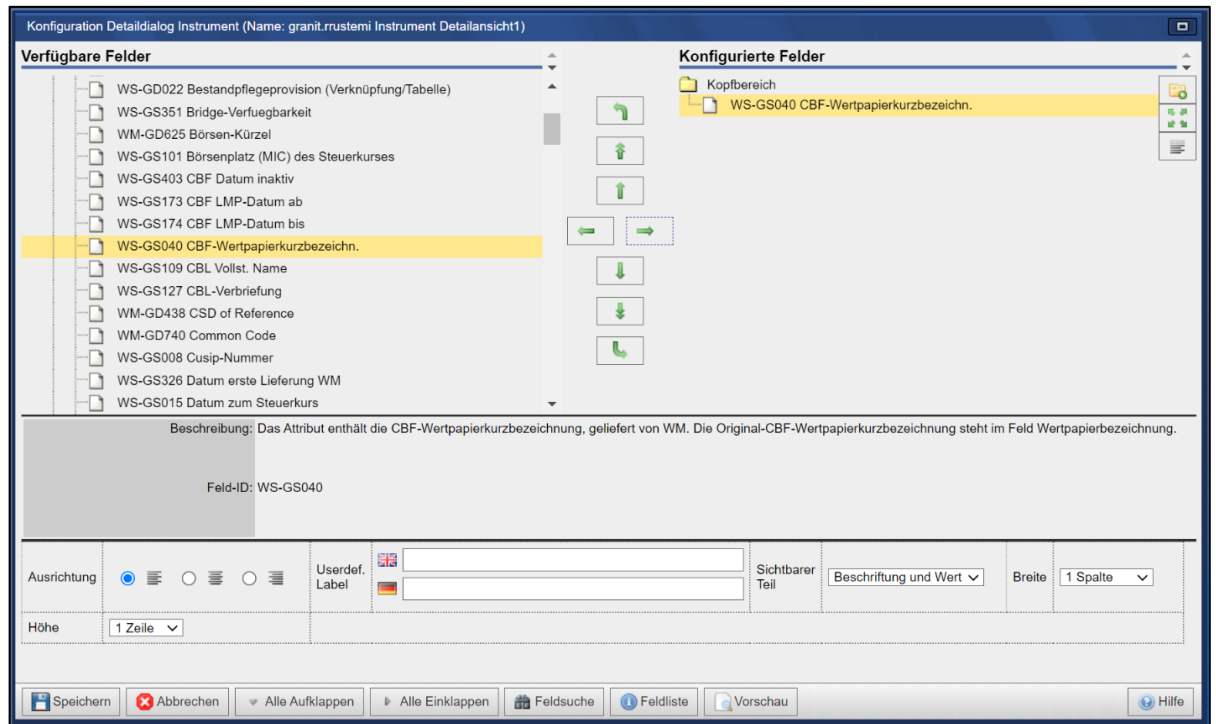 Konfiguration Detaildialog Instrument (Name: granit.rrustemi Instrument Detailansicht1)
Verfügbare Felder
WS-GD022 Bestandpflegeprovision (Verknüpfung/Tabelle)
WS-GS351 Bridge-Verfuegbarkeit
WM-GD625 Börsen-Kürzel
WS-GS101 Börsenplatz (MIC) des Steuerkurses
WS-GS403 CBF Datum inaktiv
WS-GS173 CBF LMP-Datum ab
WS-GS174 CBF LMP-Datum bis
WS-GS040 CBF-Wertpapierkurzbezeichn.
WS-GS109 CBL Vollst. Name
WS-GS127 CBL-Verbriefung
WM-GD438 CSD of Reference
WM-GD740 Common Code
WS-GS008 Cusip-Nummer
WS-GS326 Datum erste Lieferung WM
WS-GS015 Datum zum Steuerkurs
Konfigurierte Felder
Kopfbereich
WS-GS040 CBF-Wertpapierkurzbezeichn.
Beschreibung: Das Attribut enthält die CBF-Wertpapierkurzbezeichnung, geliefert von WM. Die Original-CBF-Wertpapierkurzbezeichnung steht im Feld Wertpapierbezeichnung.
Feld-ID: WS-GS040
Ausrichtung
Userdef.
Label
Sichtbarer
Teil
Beschriftung und Wert
Breite
1 Spalte
Höhe
1 Zeile
Speichern
Abbrechen
Alle Aufklappen
Alle Einklappen
Feldsuche
Feldliste
Vorschau
Hilfe